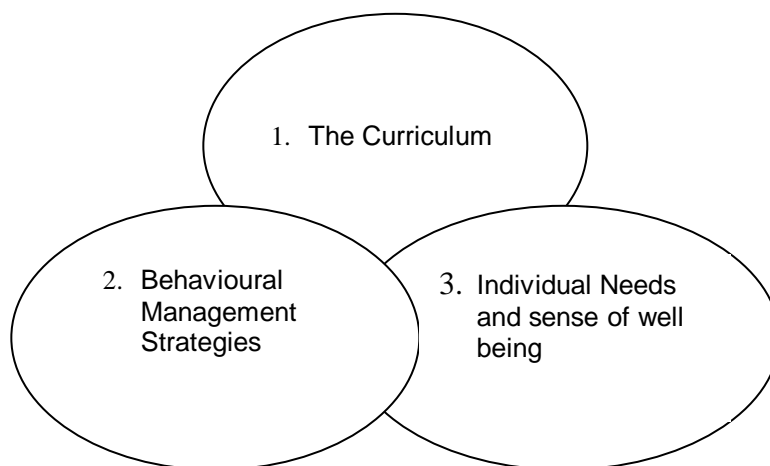 1. The Curriculum
2. Behavioural
Management
Strategies
3. Individual Needs
and sense of well
being